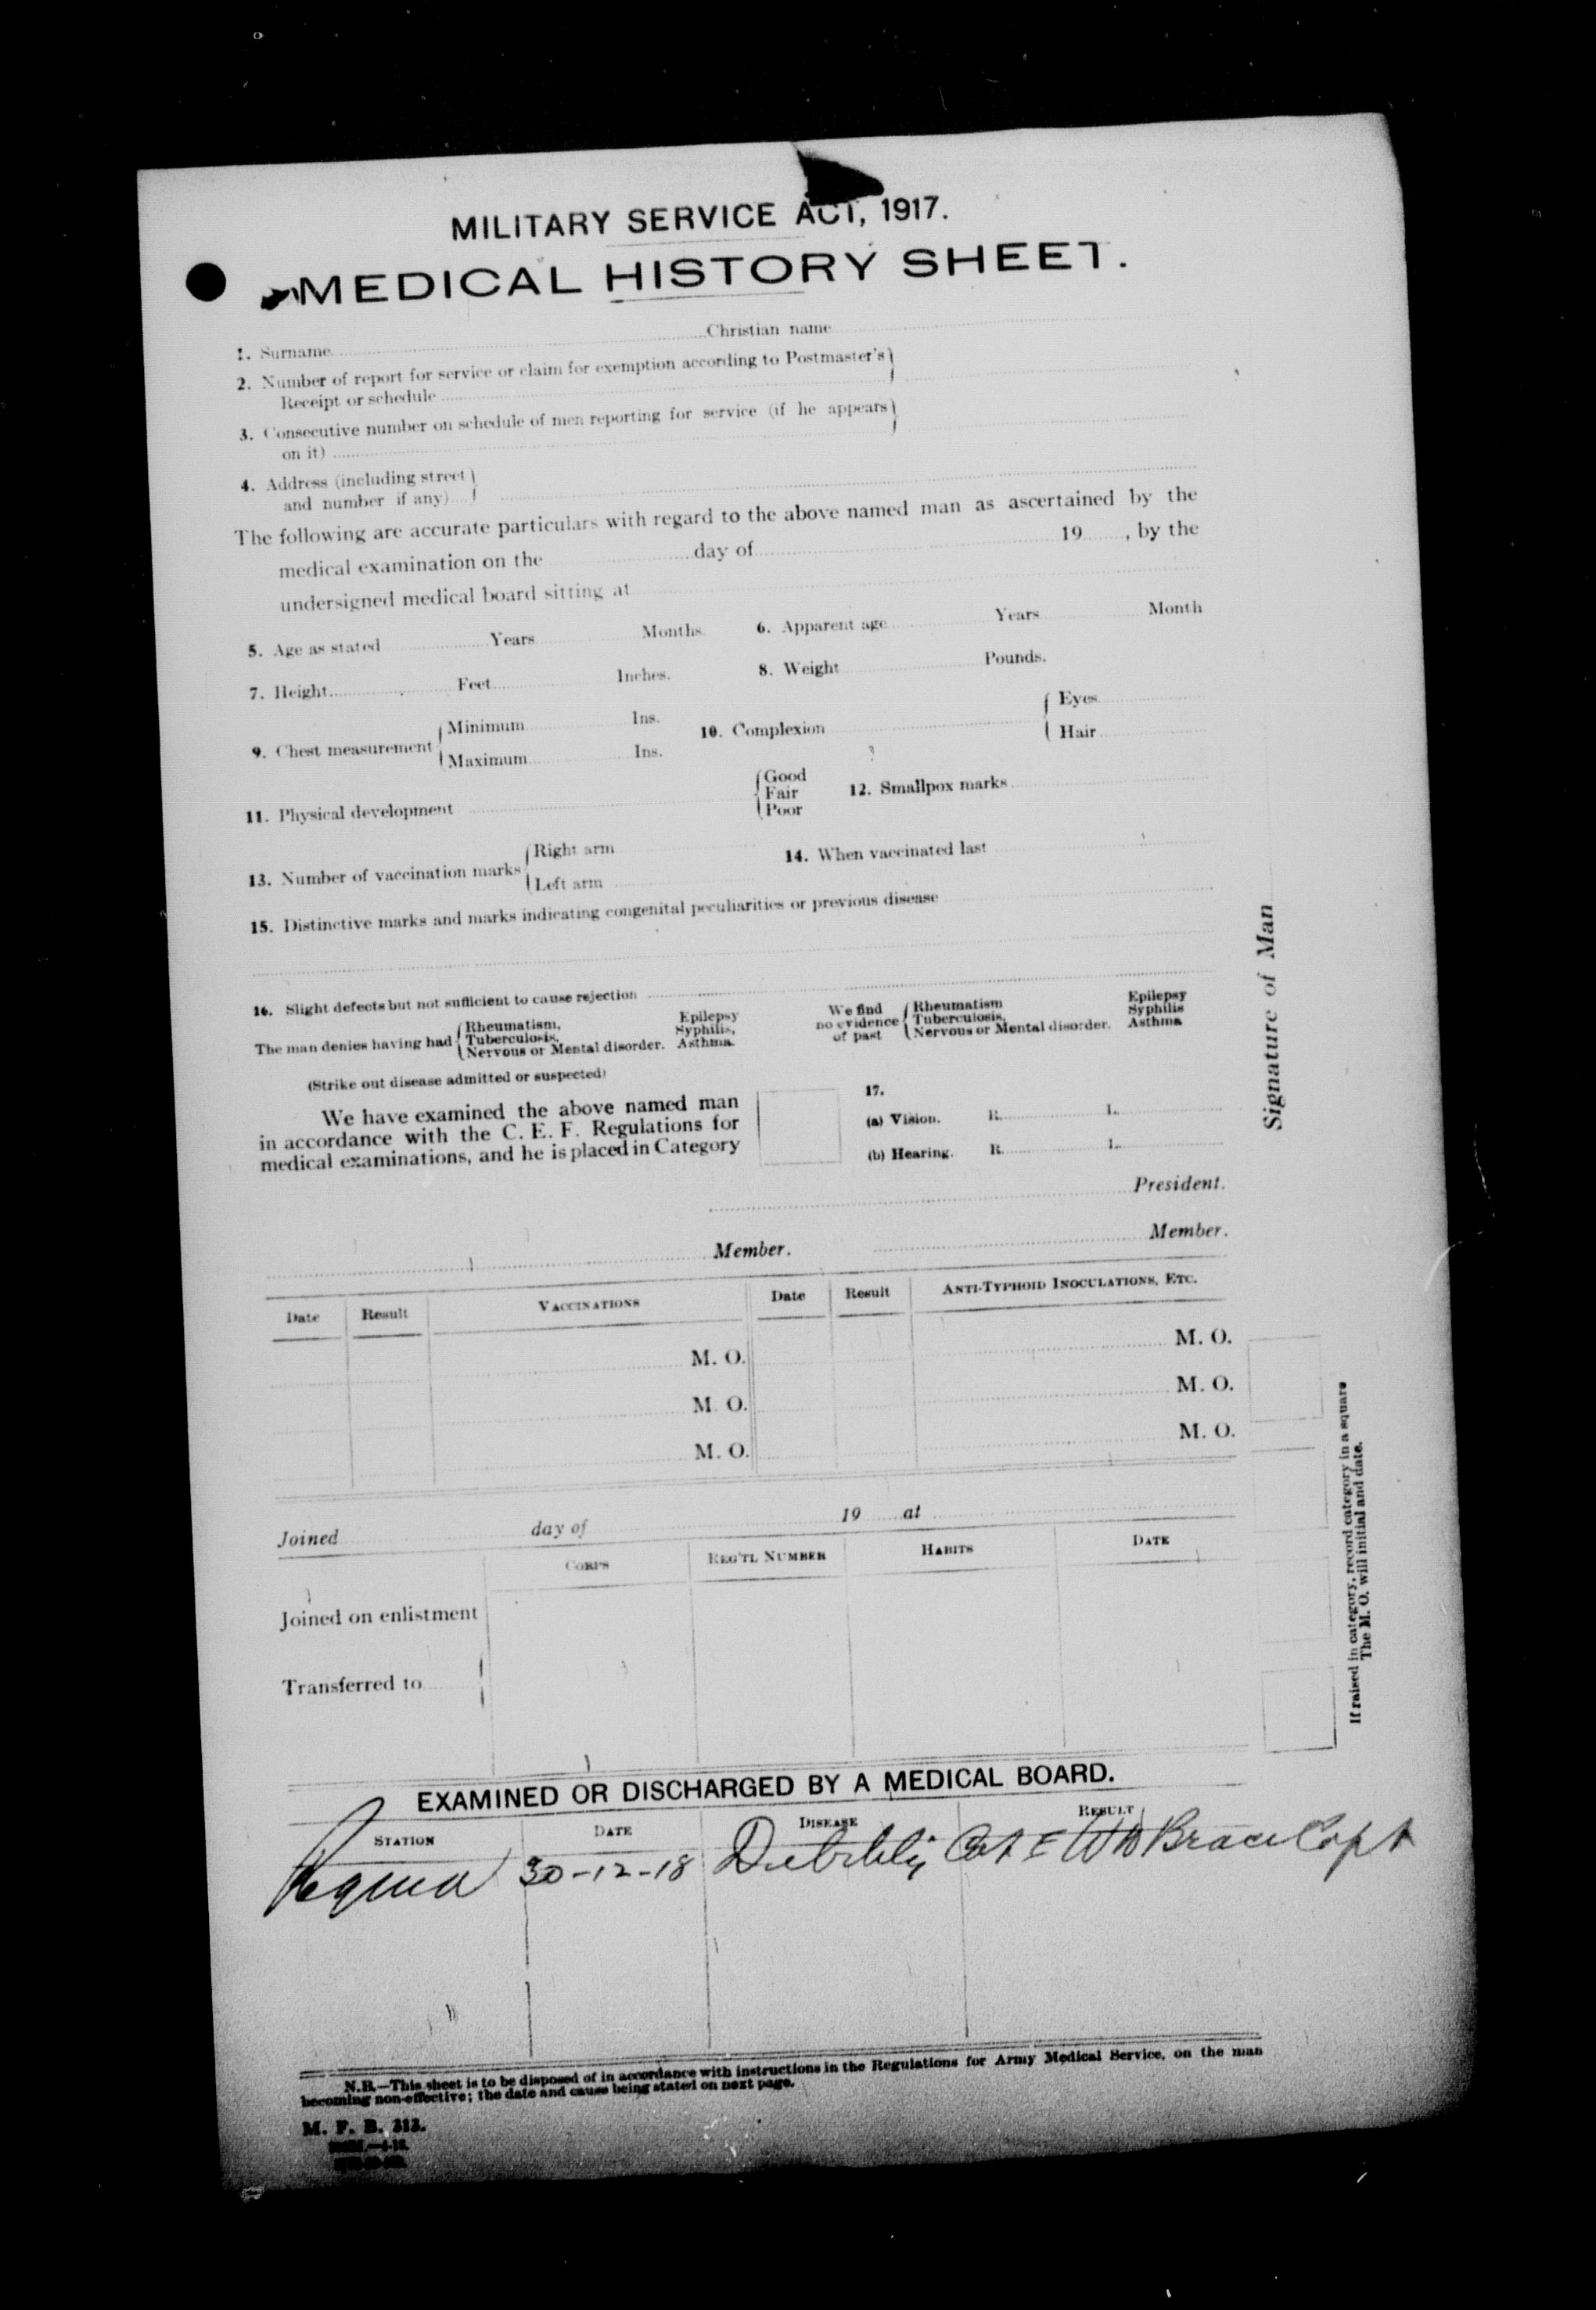 MILITARY SERVICE ACT, 1917.
MEDICAL HISTORY SHEET.
1. Surname Christian name
2. Number of report for service or claim for exemption according to Postmaster's
Receipt or schedule
3. Consecutive number on schedule of men reporting for service (if he appears
on it)
4. Address (including street
and number if any)
The following are accurate particulars with regard to the above named man as ascertained by the
medical examination on the day of 19 , by the
undersigned medical board sitting at
5. Age as stated Years Months 6. Apparent age Years Month
7. Height Feet Inches. 8. Weight Pounds.
9. Chest measurement Minimum Ins. 10. Complexion Eyes
Maximum Ins. Hair
11. Physical development Good Fair Poor 12. Smallpox marks
13. Number of vaccination marks Right arm 14. When vaccinated last
Left arm
15. Distinctive marks and marks indicating congenital peculiarities or previous disease
16. Slight defects but not sufficient to cause rejection
The man denies having had Rheumatism, Epilepsy We find no evidence of past Rheumatism Epilepsy
Tuberculosis, Syphilis, Tuberculosis, Syphilis
Nervous or Mental disorder. Asthma. Nervous or Mental disorder. Asthma
(Strike out disease admitted or suspected)
We have examined the above named man
in accordance with the C. E. F. Regulations for
medical examinations, and he is placed in Category
17.
(a) Vision. R. L.
(b) Hearing. R. L.
President.
Member. Member.
Signature of Man
Date Result VACCINATIONS Date Result ANTI-TYPHOID INOCULATIONS, ETC.
M. O. M. O.
M. O. M. O.
M. O. M. O.
If raised in category, record category in a square
The M. O. will initial and date.
Joined day of 19 at
CORPS REG'TL NUMBER HABITS DATE
Joined on enlistment
Transferred to
EXAMINED OR DISCHARGED BY A MEDICAL BOARD.
STATION DATE DISEASE RESULT
Regina 30-12-18 Debility Cat E W Brace Capt
N.B.—This sheet is to be disposed of in accordance with instructions in the Regulations for Army Medical Service, on the man
becoming non-effective; the date and cause being stated on next page.
M. F. B. 313.